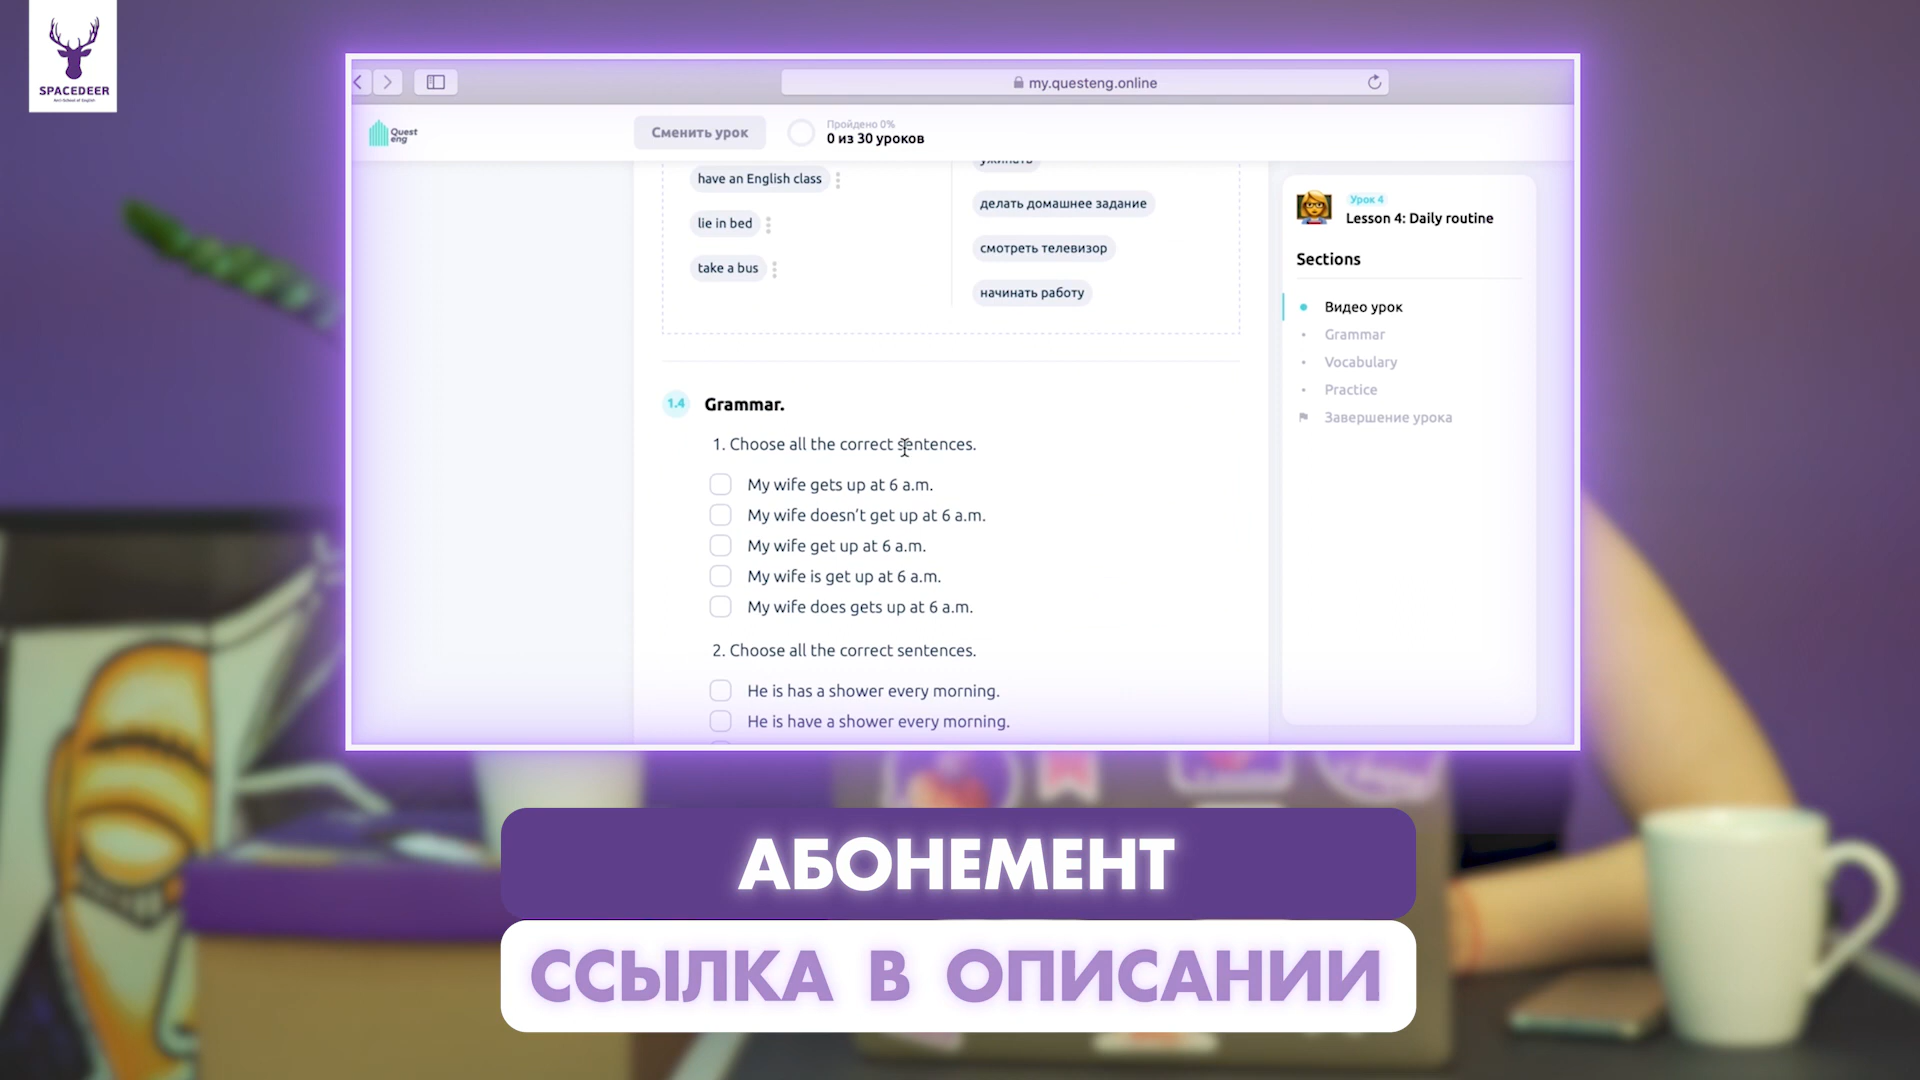 SPACEDEER
Anti-School of English
my.questeng.online
Quest
eng
Сменить урок
Пройдено 0%
0 из 30 уроков
have an English class
lie in bed
take a bus
ужинать
делать домашнее задание
смотреть телевизор
начинать работу
1.4 Grammar.
1. Choose all the correct sentences.
My wife gets up at 6 a.m.
My wife doesn't get up at 6 a.m.
My wife get up at 6 a.m.
My wife is get up at 6 a.m.
My wife does gets up at 6 a.m.
2. Choose all the correct sentences.
He is has a shower every morning.
He is have a shower every morning.
Урок 4
Lesson 4: Daily routine
Sections
Видео урок
Grammar
Vocabulary
Practice
Завершение урока
АБОНЕМЕНТ
ССЫЛКА В ОПИСАНИИ